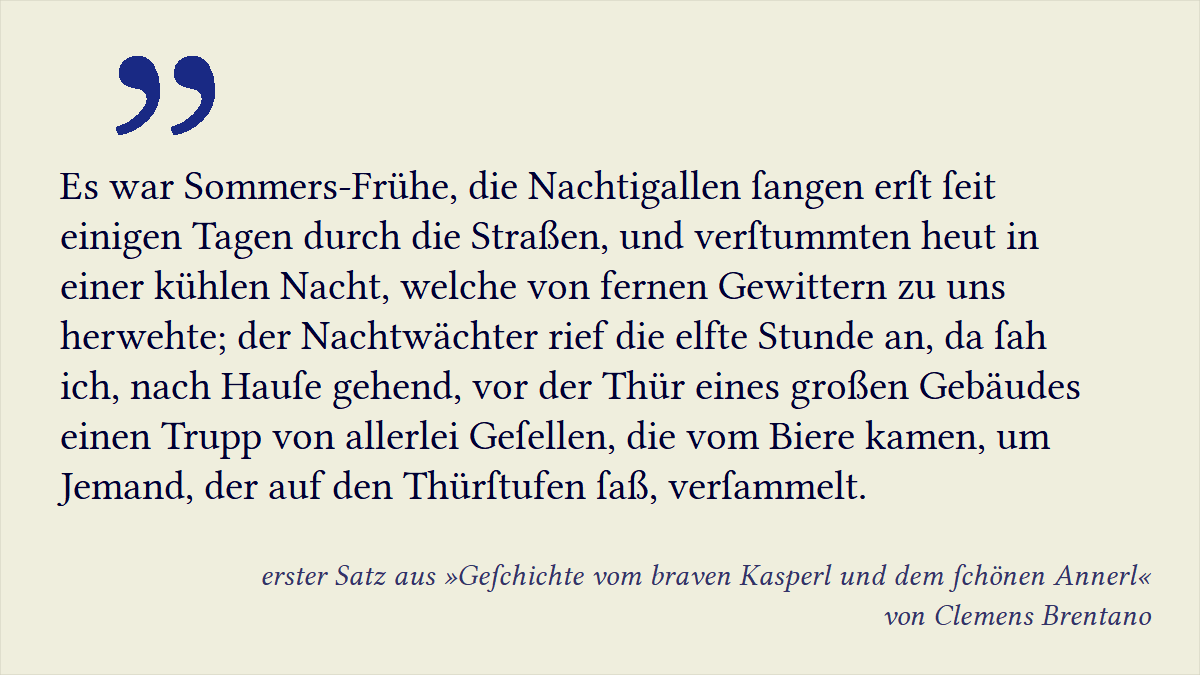 ”
Es war Sommers-Frühe, die Nachtigallen ſangen erſt ſeit
einigen Tagen durch die Straßen, und verſtummten heut in
einer kühlen Nacht, welche von fernen Gewittern zu uns
herwehte; der Nachtwächter rief die elfte Stunde an, da ſah
ich, nach Hauſe gehend, vor der Thür eines großen Gebäudes
einen Trupp von allerlei Geſellen, die vom Biere kamen, um
Jemand, der auf den Thürſtufen ſaß, verſammelt.
erster Satz aus »Geſchichte vom braven Kasperl und dem ſchönen Annerl«
von Clemens Brentano